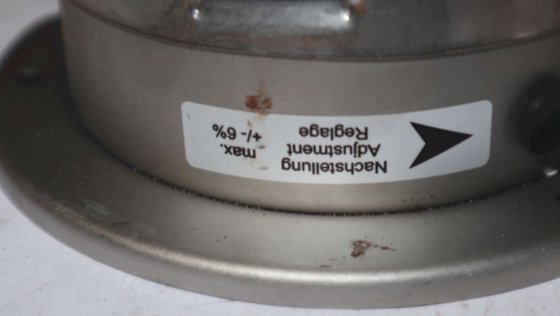 Nachstellung
Adjustment
Reglage
max.
+/- 6%